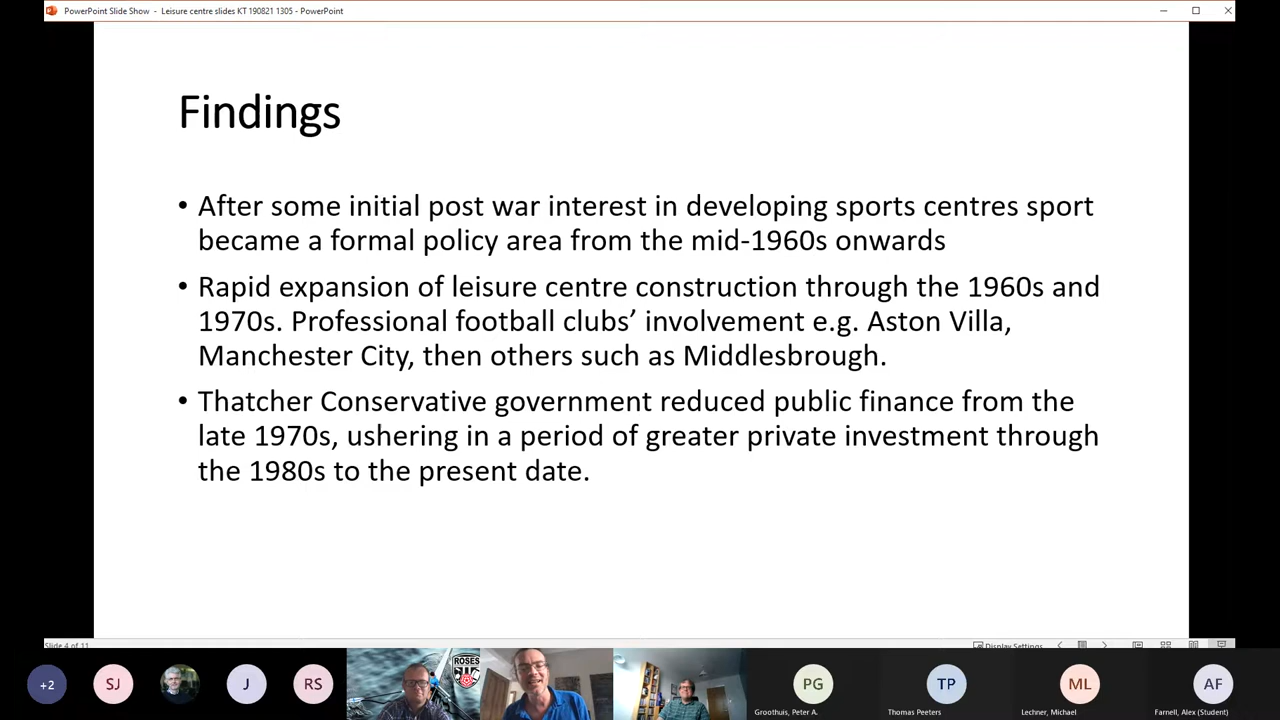 PowerPoint Slide Show - Leisure centre slides KT 190821 1305 - PowerPoint
Findings
• After some initial post war interest in developing sports centres sport
became a formal policy area from the mid-1960s onwards
• Rapid expansion of leisure centre construction through the 1960s and
1970s. Professional football clubs’ involvement e.g. Aston Villa,
Manchester City, then others such as Middlesbrough.
• Thatcher Conservative government reduced public finance from the
late 1970s, ushering in a period of greater private investment through
the 1980s to the present date.
Slide 4 of 11
Display Settings
+2
SJ
J
RS
ROSES
PG
TP
ML
AF
Groothuis, Peter A.
Thomas Peeters
Lechner, Michael
Farnell, Alex (Student)